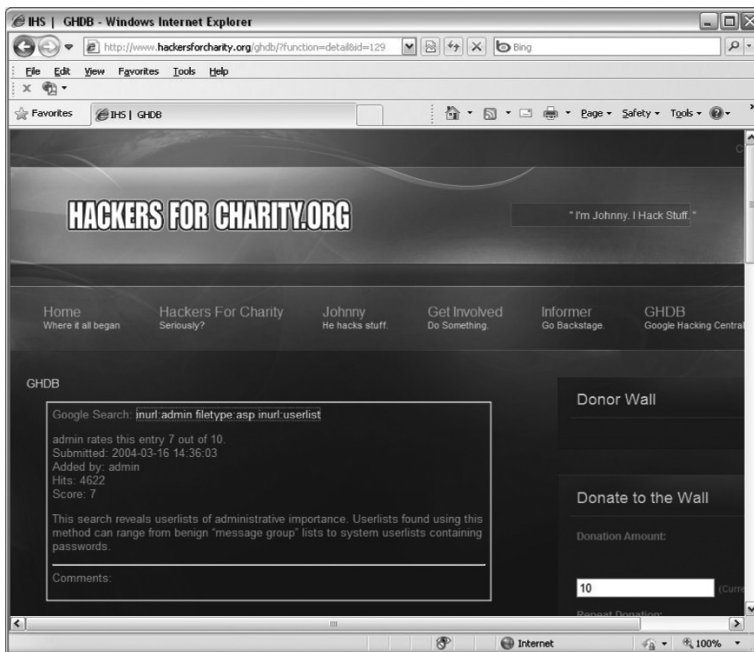 IHS | GHDB - Windows Internet Explorer
http://www.hackersforcharity.org/ghdb/?function=detail&id=129
Bing
File Edit View Favorites Tools Help
Favorites
IHS | GHDB
Page
Safety
Tools
HACKERS FOR CHARITY.ORG
" I'm Johnny. I Hack Stuff. "
Home
Where it all began
Hackers For Charity
Seriously?
Johnny
He hacks stuff.
Get Involved
Do Something.
Informer
Go Backstage.
GHDB
Google Hacking Central
GHDB
Google Search: inurl:admin filetype:asp inurl:userlist
admin rates this entry 7 out of 10.
Submitted: 2004-03-16 14:36:03
Added by: admin
Hits: 4622
Score: 7
This search reveals userlists of administrative importance. Userlists found using this
method can range from benign "message group" lists to system userlists containing
passwords.
Comments:
Donor Wall
Donate to the Wall
Donation Amount:
10
(Curre
Repeat Donation:
Internet
100%